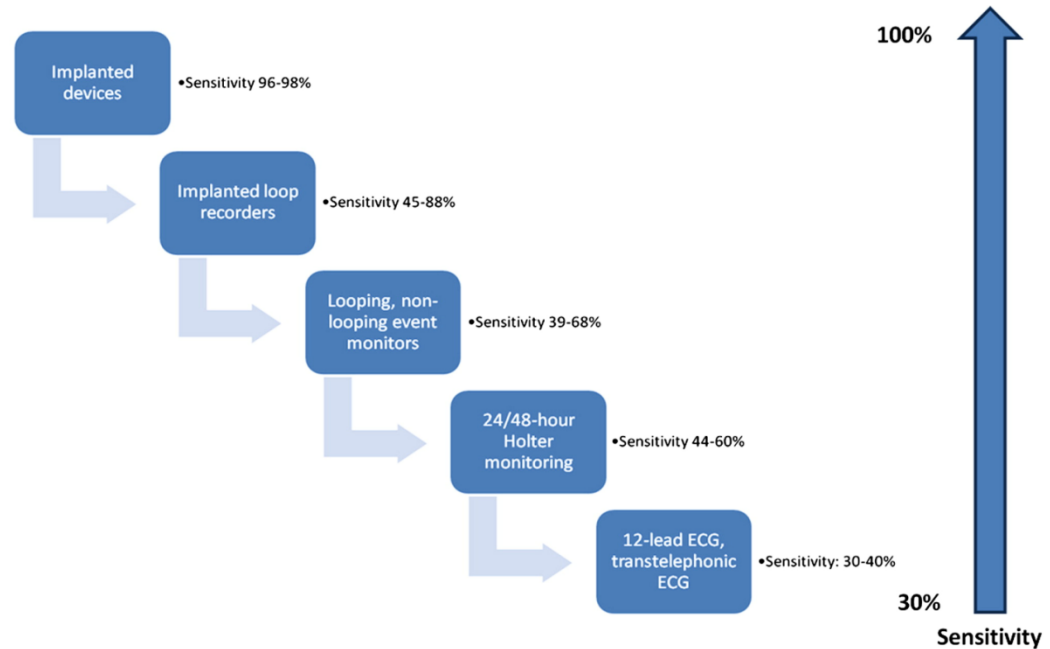 Implanted
devices
•Sensitivity 96-98%
Implanted loop
recorders
•Sensitivity 45-88%
Looping, non-
looping event
monitors
•Sensitivity 39-68%
24/48-hour
Holter
monitoring
•Sensitivity 44-60%
12-lead ECG,
transtelephonic
ECG
•Sensitivity: 30-40%
100%
30%
Sensitivity